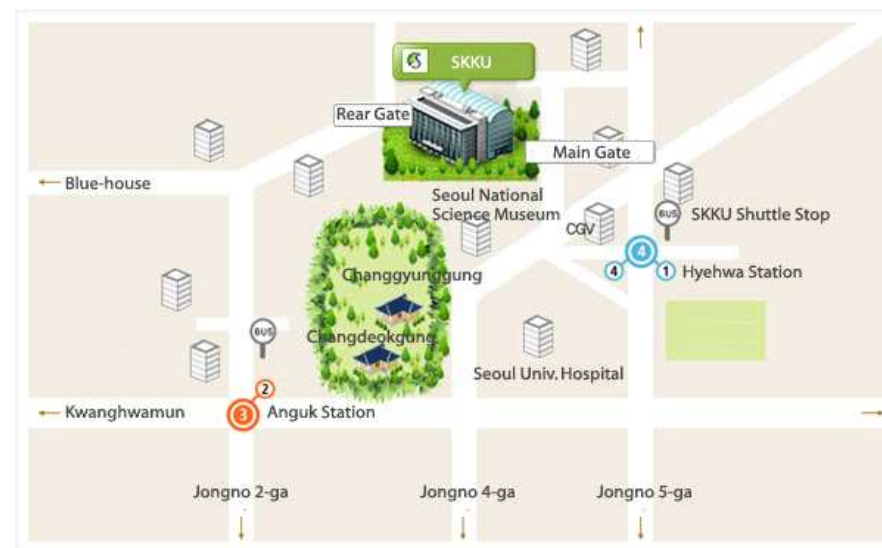 SKKU
Rear Gate
Main Gate
Blue-house
Seoul National
Science Museum
BUS
SKKU Shuttle Stop
CGV
4
4
1
Hyehwa Station
Changgyunggung
BUS
Changdeokgung
Seoul Univ. Hospital
2
Kwanghwamun
3
Anguk Station
Jongno 2-ga
Jongno 4-ga
Jongno 5-ga